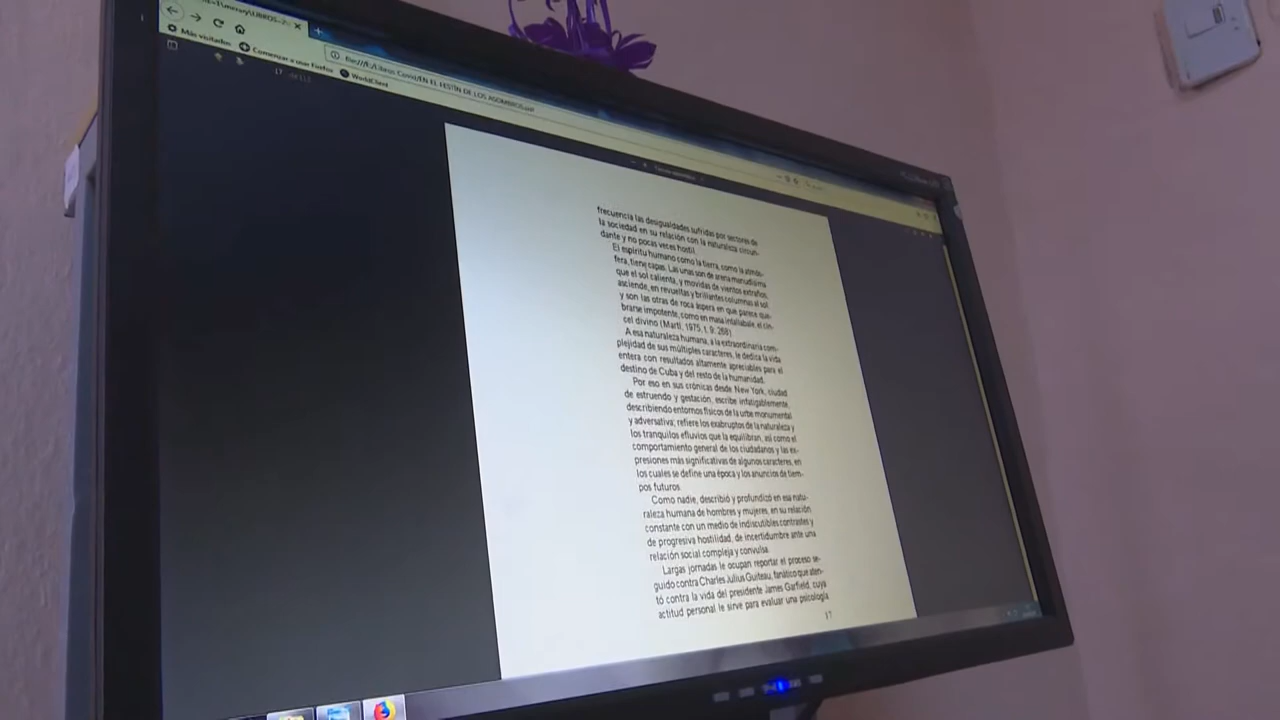 Más visitados
Comenzar a usar Firefox
WorldClient
file:///E:/Libros Covid/EN EL FESTÍN DE LOS ASOMBROS.pdf
17
frecuencia las desigualdades sufridas por sectores de
la sociedad en su relación con la naturaleza circun-
dante y no pocas veces hostil.
El espíritu humano como la tierra, como la atmós-
fera, tiene capas. Las unas son de arena menudísima
que el sol calienta, y movidas de vientos extraños,
asciende, en revueltas y brillantes columnas al sol,
y son las otras de roca áspera en que parece que-
brarse impotente, como en masa infallable, el cin-
cel divino (Martí, 1975, t. 9: 268).
A esa naturaleza humana, a la extraordinaria com-
plejidad de sus múltiples caracteres, le dedica la vida
entera con resultados altamente apreciables para el
destino de Cuba y del resto de la humanidad.
Por eso en sus crónicas desde New York, ciudad
de estruendo y gestación, escribe infatigablemente,
describiendo entornos físicos de la urbe monumental
y adversativa; refiere los exabruptos de la naturaleza y
los tranquilos efluvios que la equilibran, así como el
comportamiento general de los ciudadanos y las ex-
presiones más significativas de algunos caracteres, en
los cuales se define una época y los anuncios de tiem-
pos futuros.
Como nadie, describió y profundizó en esa natu-
raleza humana de hombres y mujeres, en su relación
constante con un medio de indiscutibles contrastes y
de progresiva hostilidad, de incertidumbre ante una
relación social compleja y convulsa.
Largas jornadas le ocupan reportar el proceso se-
guido contra Charles Julius Guiteau, fanático que aten-
tó contra la vida del presidente James Garfield, cuya
actitud personal le sirve para evaluar una psicología
17